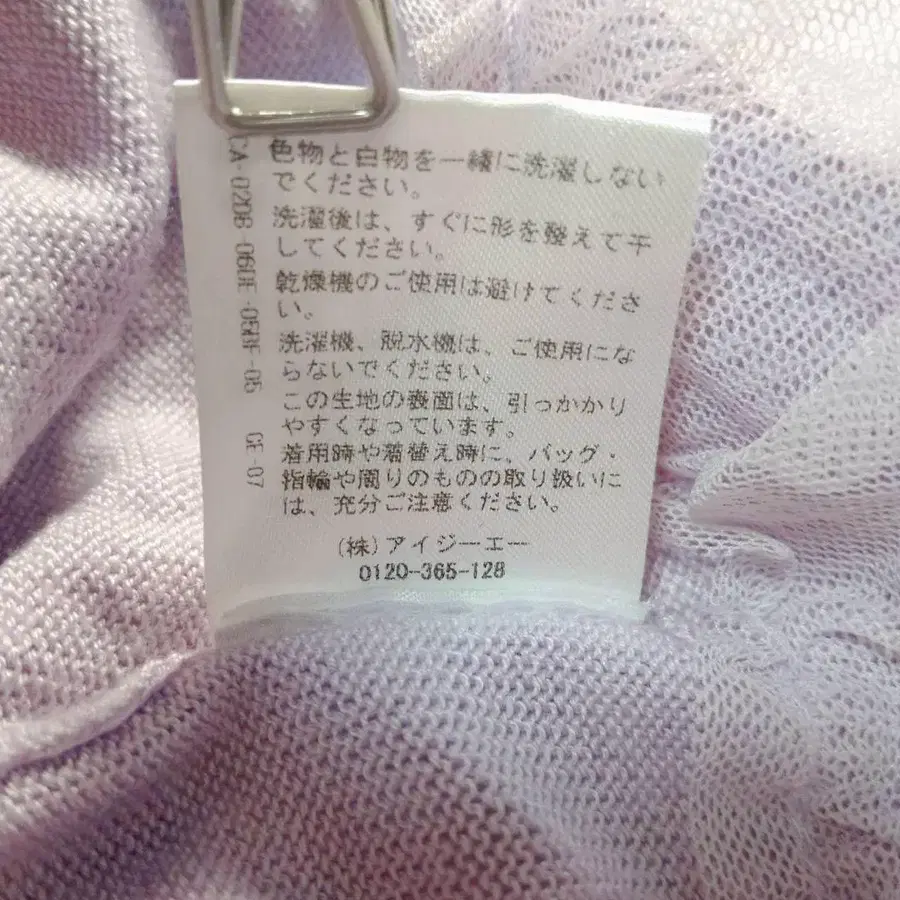 色物と白物を一緒に洗濯しない
でください。
洗濯後は、すぐに形を整えて干
してください。
乾燥機のご使用は避けてくださ
い。
洗濯機、脱水機は、ご使用にな
らないでください。
この生地の表面は、引っかかり
やすくなっています。
着用時や着替え時に、バッグ・
指輪や周りのものの取り扱いに
は、充分ご注意ください。
(株)アイジーエー
0120-365-128
GE-07